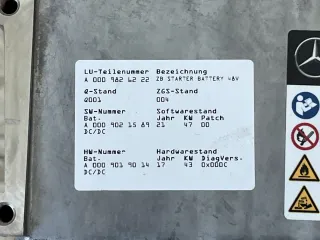 LU-Teilenummer Bezeichnung
A 000 982 62 22 ZB STARTER BATTERY 48V
Q-Stand ZGS-Stand
Q001 004
SW-Nummer Softwarestand
Bat. Jahr KW Patch
A 000 902 15 89 21 47 00
DC/DC
HW-Nummer Hardwarestand
Bat. Jahr KW DiagVers.
A 000 901 90 14 17 43 0x000C
DC/DC